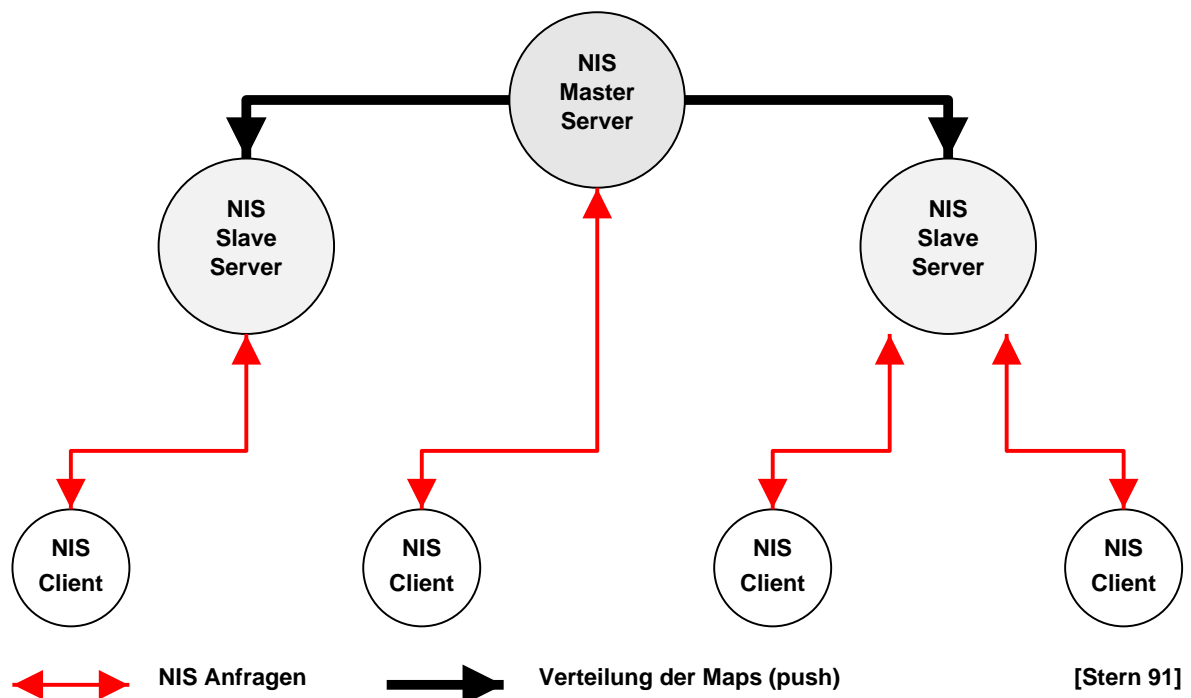 NIS
Master
Server
NIS
Slave
Server
NIS
Slave
Server
NIS
Client
NIS
Client
NIS
Client
NIS
Client
NIS Anfragen
Verteilung der Maps (push)
[Stern 91]